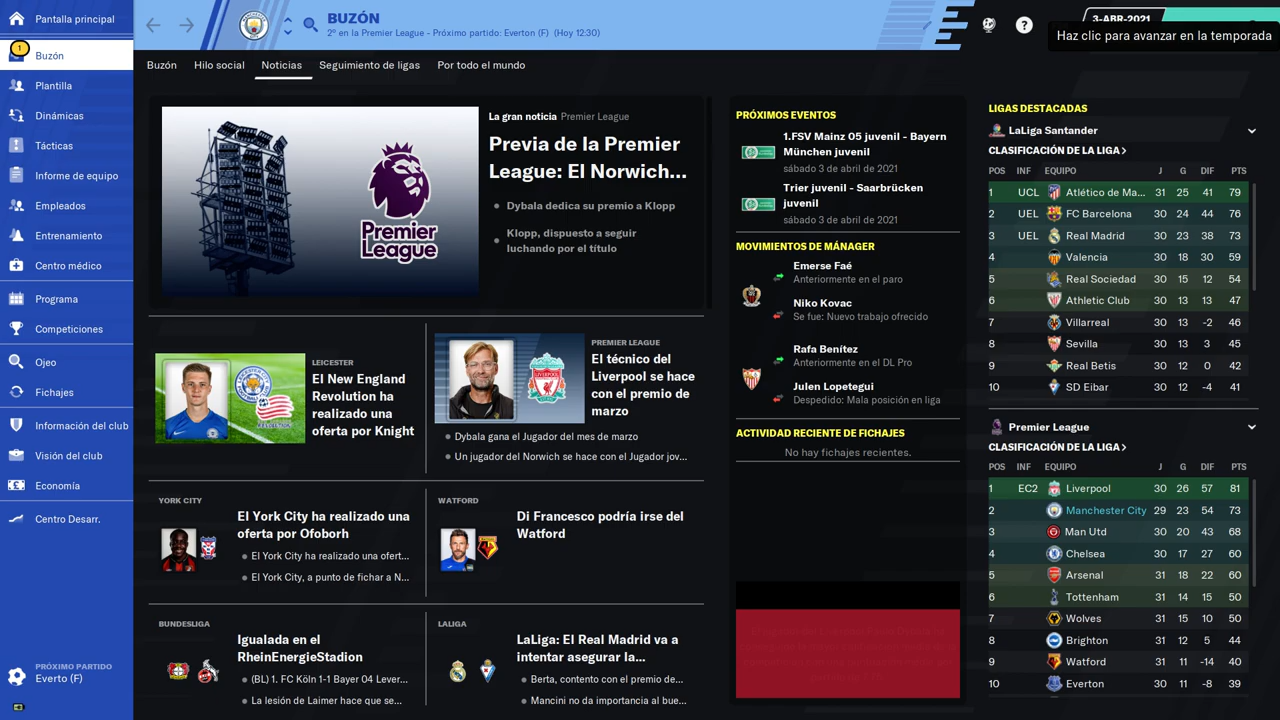 Pantalla principal
1
Buzón
Plantilla
Dinámicas
Tácticas
Informe de equipo
Empleados
Entrenamiento
Centro médico
Programa
Competiciones
Ojeo
Fichajes
Información del club
Visión del club
Economía
Centro Desarr.
PRÓXIMO PARTIDO
Everto (F)
BUZÓN
2º en la Premier League - Próximo partido: Everton (F) (Hoy 12:30)
3-ABR-2021
Haz clic para avanzar en la temporada
Buzón Hilo social Noticias Seguimiento de ligas Por todo el mundo
Premier
League
La gran noticia Premier League
Previa de la Premier
League: El Norwich...
Dybala dedica su premio a Klopp
Klopp, dispuesto a seguir
luchando por el título
LEICESTER
El New England
Revolution ha
realizado una
oferta por Knight
PREMIER LEAGUE
El técnico del
Liverpool se hace
con el premio de
marzo
Dybala gana el Jugador del mes de marzo
Un jugador del Norwich se hace con el Jugador jov...
YORK CITY
El York City ha realizado una
oferta por Ofoborh
El York City ha realizado una ofert...
El York City, a punto de fichar a N...
WATFORD
Di Francesco podría irse del
Watford
BUNDESLIGA
Igualada en el
RheinEnergieStadion
(BL) 1. FC Köln 1-1 Bayer 04 Lever...
La lesión de Laimer hace que se...
LALIGA
LaLiga: El Real Madrid va a
intentar asegurar la...
Berta, contento con el premio de...
Mancini no da importancia al bue...
PRÓXIMOS EVENTOS
1.FSV Mainz 05 juvenil - Bayern
München juvenil
sábado 3 de abril de 2021
Trier juvenil - Saarbrücken
juvenil
sábado 3 de abril de 2021
MOVIMIENTOS DE MÁNAGER
Emerse Faé
Anteriormente en el paro
Niko Kovac
Se fue: Nuevo trabajo ofrecido
Rafa Benítez
Anteriormente en el DL Pro
Julen Lopetegui
Despedido: Mala posición en liga
ACTIVIDAD RECIENTE DE FICHAJES
No hay fichajes recientes.
LIGAS DESTACADAS
LaLiga Santander
CLASIFICACIÓN DE LA LIGA
POS INF EQUIPO J G DIF PTS
1 UCL Atlético de Ma... 31 25 41 79
2 UEL FC Barcelona 30 24 44 76
3 UEL Real Madrid 30 23 38 73
4 Valencia 30 18 30 59
5 Real Sociedad 30 15 12 54
6 Athletic Club 30 13 13 47
7 Villarreal 30 13 -2 46
8 Sevilla 30 13 3 45
9 Real Betis 30 12 0 42
10 SD Eibar 30 12 -4 41
Premier League
CLASIFICACIÓN DE LA LIGA
POS INF EQUIPO J G DIF PTS
1 EC2 Liverpool 30 26 57 81
2 Manchester City 29 23 54 73
3 Man Utd 30 20 43 68
4 Chelsea 30 17 27 60
5 Arsenal 31 18 22 60
6 Tottenham 31 14 15 50
7 Wolves 31 15 10 50
8 Brighton 31 12 5 44
9 Watford 31 11 -14 40
10 Everton 30 11 -8 39